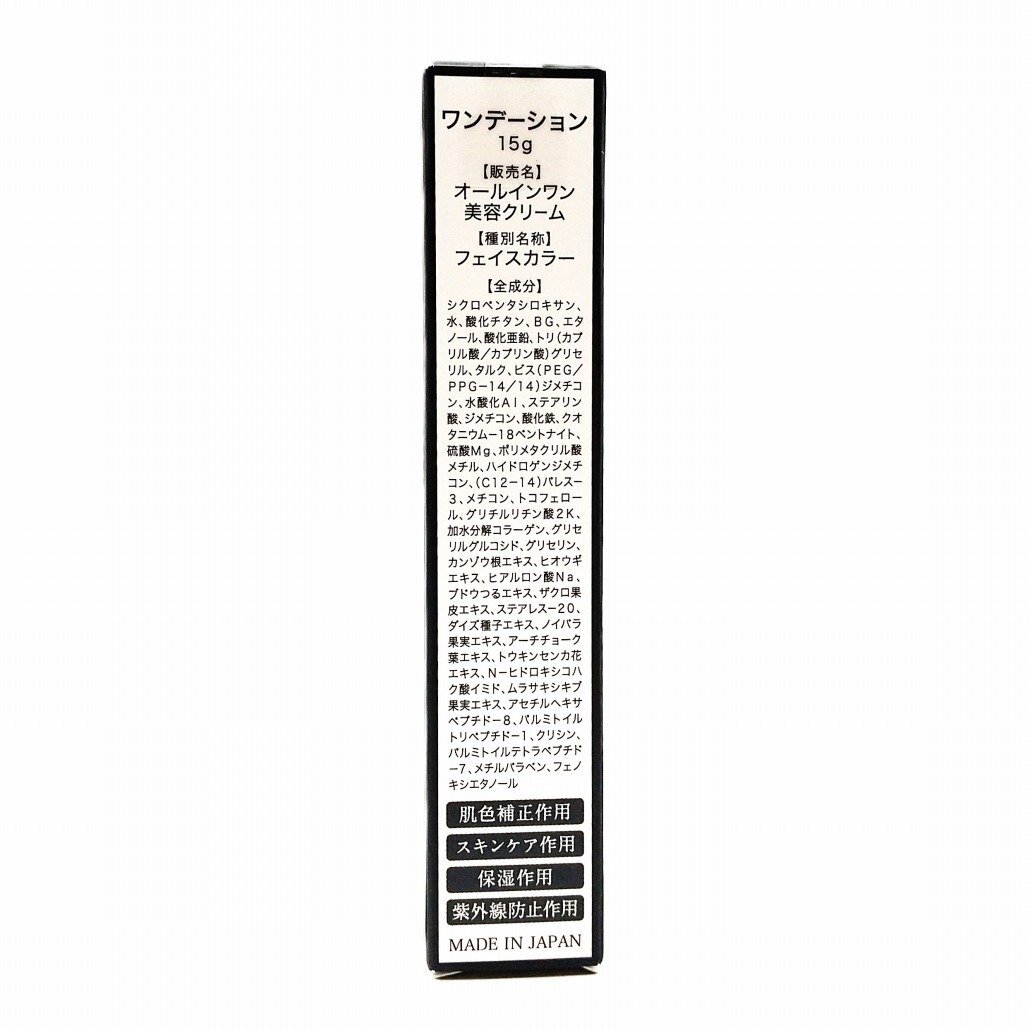 ワンデーション
15g
【販売名】
オールインワン
美容クリーム
【種別名称】
フェイスカラー
【全成分】
シクロペンタシロキサン、
水、酸化チタン、BG、エタ
ノール、酸化亜鉛、トリ(カプ
リル酸/カプリン酸)グリセ
リル、タルク、ビス(PEG/
PPG-14/14)ジメチコ
ン、水酸化Al、ステアリン
酸、ジメチコン、酸化鉄、クオ
タニウム-18ベントナイト、
硫酸Mg、ポリメタクリル酸
メチル、ハイドロゲンジメチ
コン、(C12-14)パレス-
3、メチコン、トコフェロー
ル、グリチルリチン酸2K、
加水分解コラーゲン、グリセ
リルグルコシド、グリセリン、
カンゾウ根エキス、ヒオウギ
エキス、ヒアルロン酸Na、
ブドウつるエキス、ザクロ果
皮エキス、ステアレス-20、
ダイズ種子エキス、ノイバラ
果実エキス、アーチチョーク
葉エキス、トウキンセンカ花
エキス、N-ヒドロキシコハ
ク酸イミド、ムラサキシキブ
果実エキス、アセチルヘキサ
ペプチド-8、パルミトイル
トリペプチド-1、クリシン、
パルミトイルテトラペプチド
-7、メチルパラベン、フェノ
キシエタノール
肌色補正作用
スキンケア作用
保湿作用
紫外線防止作用
MADE IN JAPAN